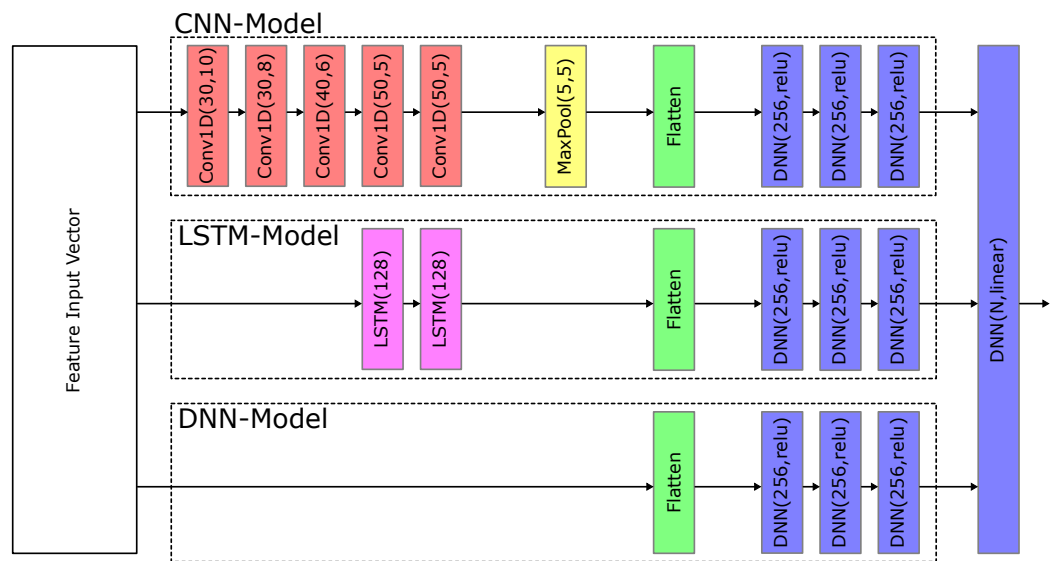 Feature Input Vector
CNN-Model
Conv1D(30,10)
Conv1D(30,8)
Conv1D(40,6)
Conv1D(50,5)
Conv1D(50,5)
MaxPool(5,5)
Flatten
DNN(256,relu)
DNN(256,relu)
DNN(256,relu)
LSTM-Model
LSTM(128)
LSTM(128)
Flatten
DNN(256,relu)
DNN(256,relu)
DNN(256,relu)
DNN-Model
Flatten
DNN(256,relu)
DNN(256,relu)
DNN(256,relu)
DNN(N,linear)